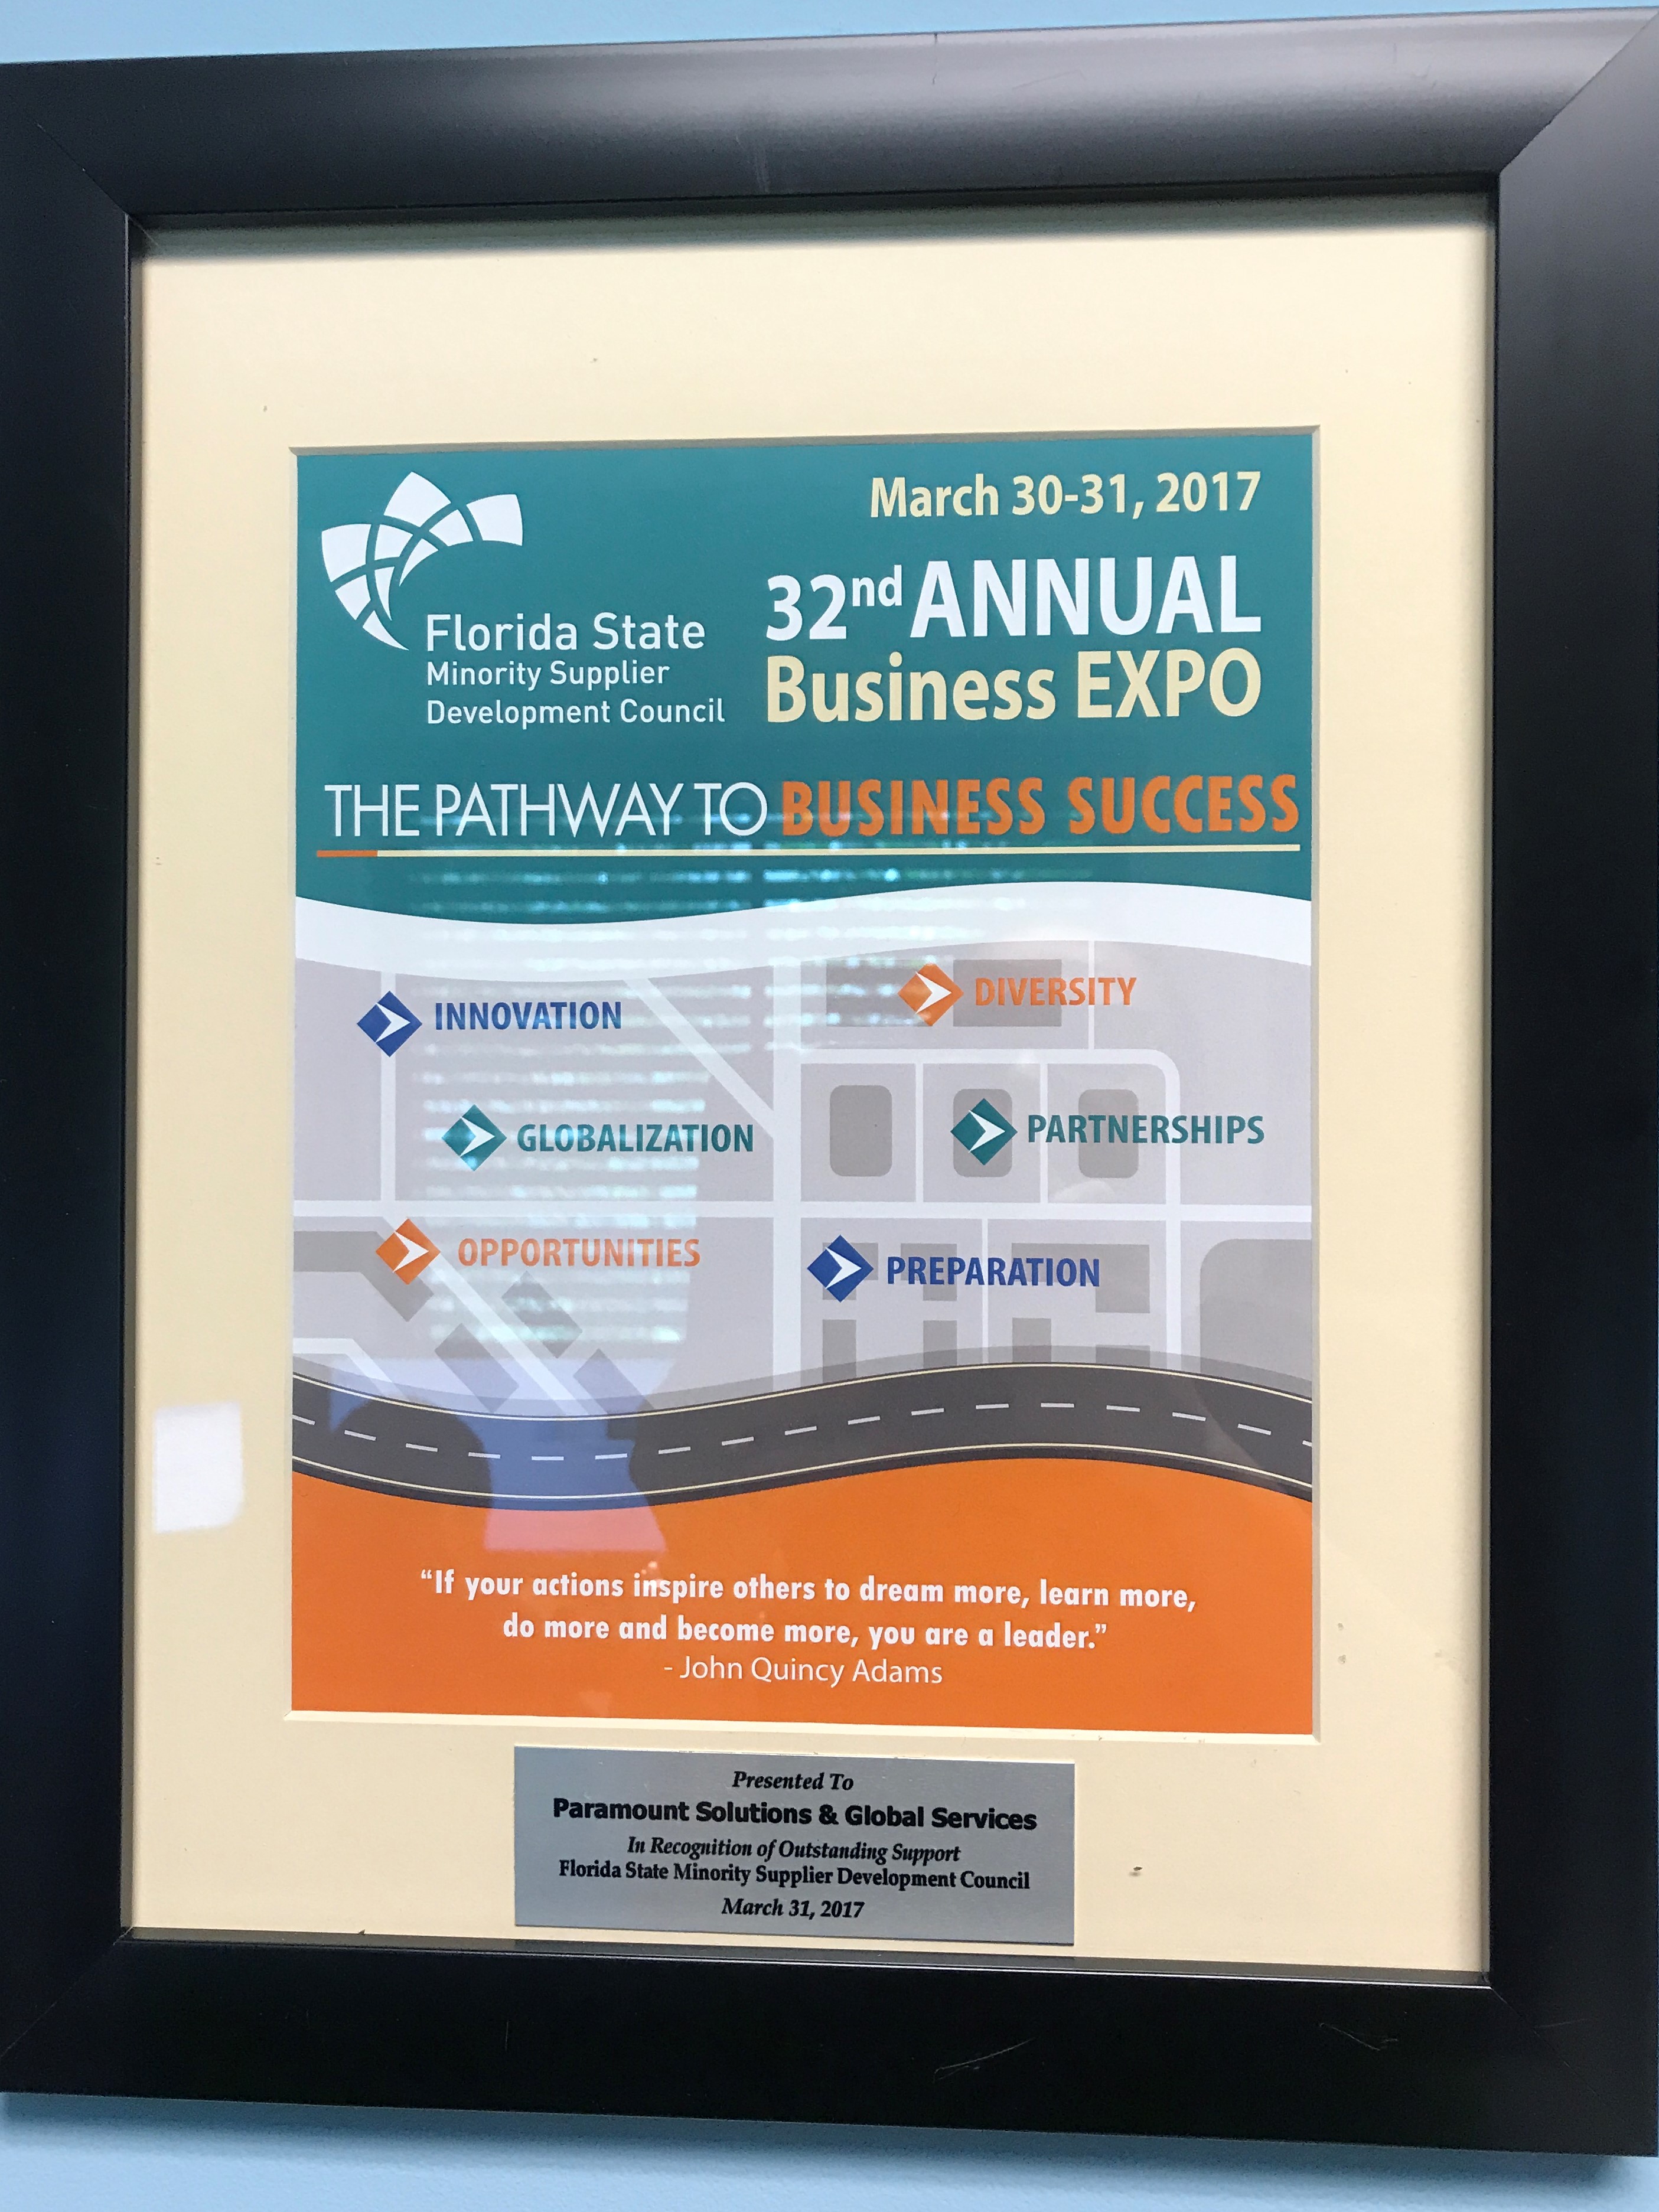 March 30-31, 2017
32nd ANNUAL
Business EXPO
Florida State
Minority Supplier
Development Council
THE PATHWAY TO BUSINESS SUCCESS
INNOVATION
DIVERSITY
GLOBALIZATION
PARTNERSHIPS
OPPORTUNITIES
PREPARATION
“If your actions inspire others to dream more, learn more,
do more and become more, you are a leader.”
- John Quincy Adams
Presented To
Paramount Solutions & Global Services
In Recognition of Outstanding Support
Florida State Minority Supplier Development Council
March 31, 2017